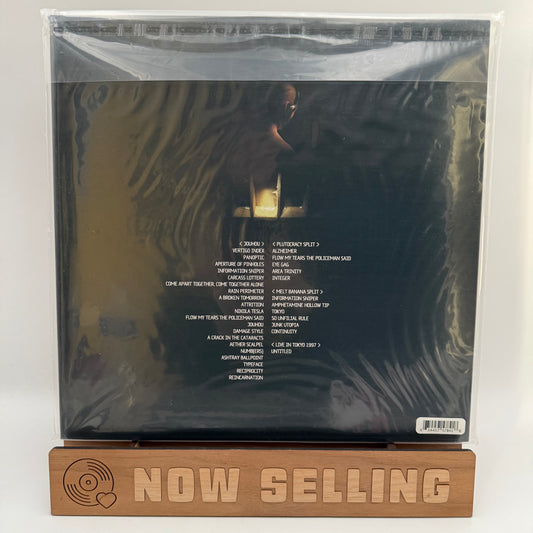 < JOUHOU >
VERTIGO INDEX
PANOPTIC
APERTURE OF PINHOLES
INFORMATION SNIPER
CARCASS LOTTERY
COME APART TOGETHER, COME TOGETHER ALONE
RAIN PERIMETER
A BROKEN TOMORROW
ATTRITION
NIKOLA TESLA
FLOW MY TEARS THE POLICEMAN SAID
JOUHOU
DAMAGE STYLE
A CRACK IN THE CATARACTS
AETHER SCALPEL
NUMB(ERS)
ASHTRAY BALLPOINT
TYPEFACE
RECIPROCITY
REINCARNATION
< PLUTOCRACY SPLIT >
ALZHEIMER
FLOW MY TEARS THE POLICEMAN SAID
EYE GAG
AREA TRINITY
INTEGER
< MELT BANANA SPLIT >
INFORMATION SNIPER
AMPHETAMINE HOLLOW TIP
TOKYO
SO UNFILIAL RULE
JUNK UTOPIA
CONTINUITY
< LIVE IN TOKYO 1997 >
UNTITLED
NOW SELLING